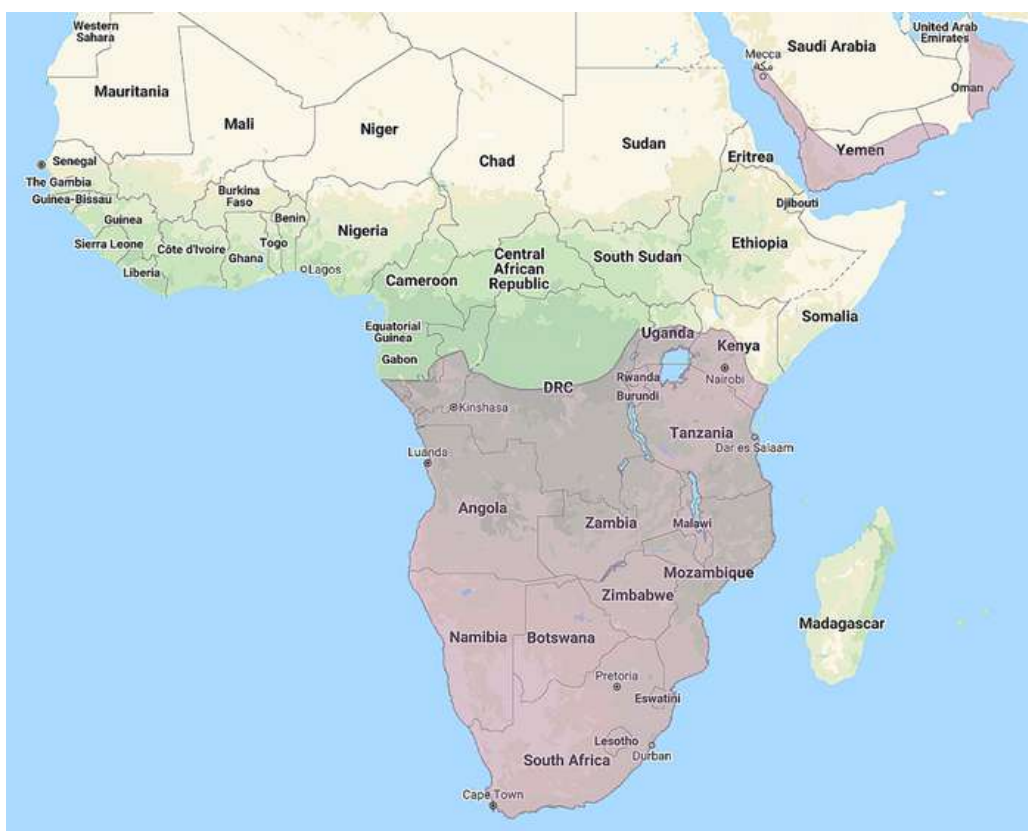 Western
Sahara
United Arab
Emirates
Saudi Arabia
Mecca
مكة
Mauritania
Oman
Mali
Niger
Sudan
Yemen
Chad
Eritrea
Senegal
The Gambia
Burkina
Faso
Djibouti
Guinea-Bissau
Guinea
Benin
Nigeria
Ethiopia
Sierra Leone
Côte d'Ivoire
Togo
Ghana
Central
African
Republic
South Sudan
Liberia
Lagos
Cameroon
Somalia
Equatorial
Guinea
Uganda
Kenya
Gabon
Rwanda
Nairobi
DRC
Burundi
Kinshasa
Tanzania
Dar es Salaam
Luanda
Angola
Zambia
Malawi
Mozambique
Zimbabwe
Madagascar
Namibia
Botswana
Pretoria
Eswatini
Lesotho
Durban
South Africa
Cape Town